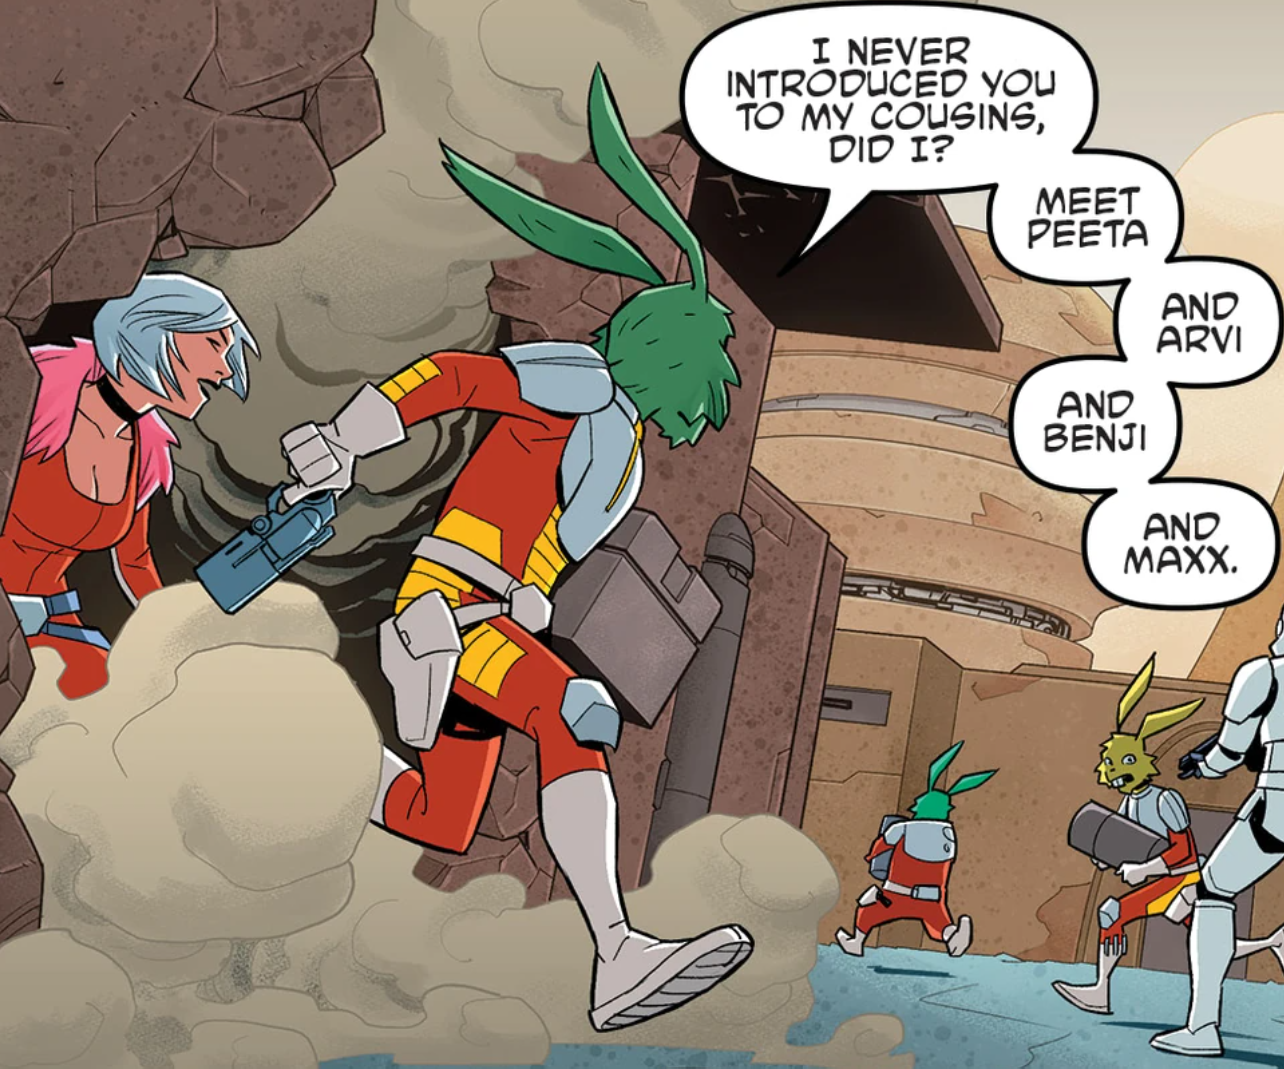 I NEVER
INTRODUCED YOU
TO MY COUSINS,
DID I?
MEET
PEETA
AND
ARVI
AND
BENJI
AND
MAXX.